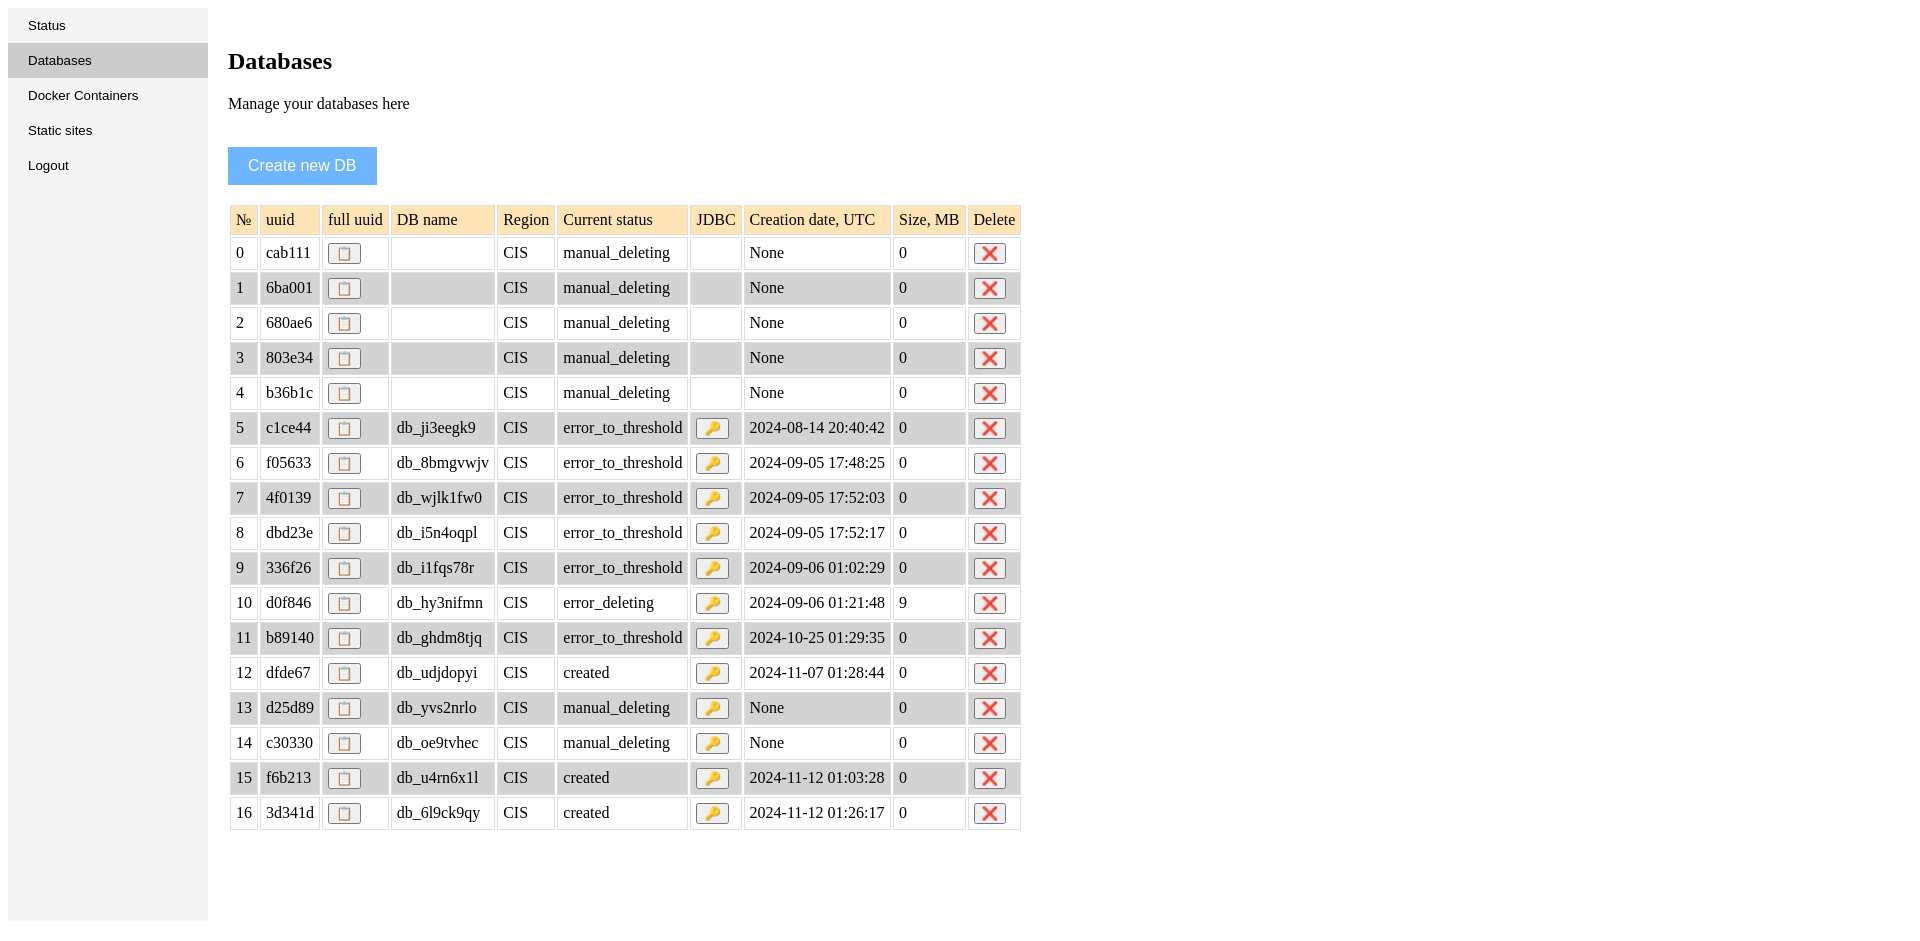 Status
Databases
Docker Containers
Static sites
Logout
Databases
Manage your databases here
Create new DB
№ uuid full uuid DB name Region Current status JDBC Creation date, UTC Size, MB Delete
0 cab111 CIS manual_deleting None 0
1 6ba001 CIS manual_deleting None 0
2 680ae6 CIS manual_deleting None 0
3 803e34 CIS manual_deleting None 0
4 b36b1c CIS manual_deleting None 0
5 c1ce44 db_ji3eegk9 CIS error_to_threshold 2024-08-14 20:40:42 0
6 f05633 db_8bmgvwjv CIS error_to_threshold 2024-09-05 17:48:25 0
7 4f0139 db_wjlk1fw0 CIS error_to_threshold 2024-09-05 17:52:03 0
8 dbd23e db_i5n4oqpl CIS error_to_threshold 2024-09-05 17:52:17 0
9 336f26 db_i1fqs78r CIS error_to_threshold 2024-09-06 01:02:29 0
10 d0f846 db_hy3nifmn CIS error_deleting 2024-09-06 01:21:48 9
11 b89140 db_ghdm8tjq CIS error_to_threshold 2024-10-25 01:29:35 0
12 dfde67 db_udjdopyi CIS created 2024-11-07 01:28:44 0
13 d25d89 db_yvs2nrlo CIS manual_deleting None 0
14 c30330 db_oe9tvhec CIS manual_deleting None 0
15 f6b213 db_u4rn6x1l CIS created 2024-11-12 01:03:28 0
16 3d341d db_6l9ck9qy CIS created 2024-11-12 01:26:17 0